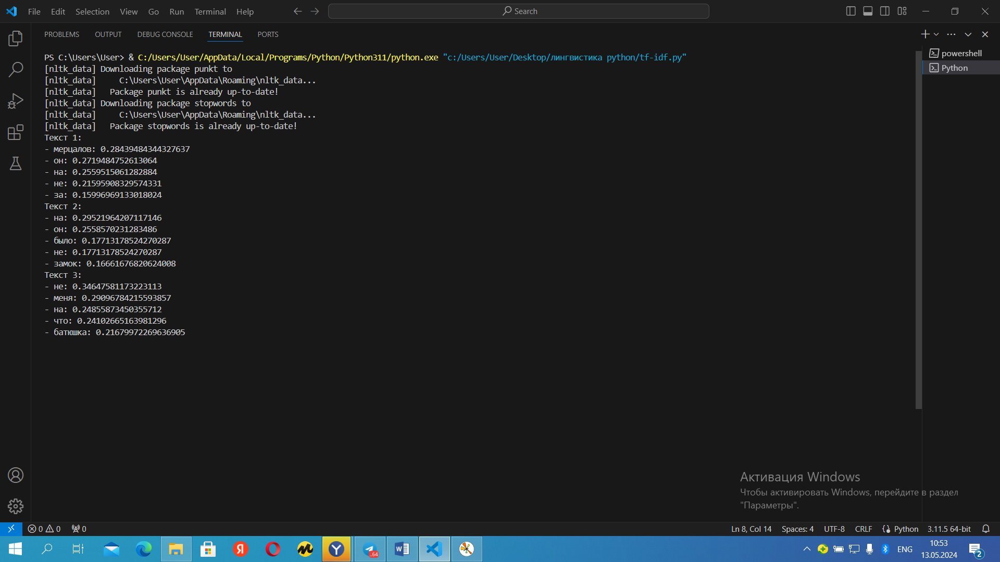 File Edit Selection View Go Run Terminal Help
Search
PROBLEMS OUTPUT DEBUG CONSOLE TERMINAL PORTS
PS C:\Users\User> & C:/Users/User/AppData/Local/Programs/Python/Python311/python.exe "c:/Users/User/Desktop/лингвистика python/tf-idf.py"
[nltk_data] Downloading package punkt to
[nltk_data]     C:\Users\User\AppData\Roaming\nltk_data...
[nltk_data]   Package punkt is already up-to-date!
[nltk_data] Downloading package stopwords to
[nltk_data]     C:\Users\User\AppData\Roaming\nltk_data...
[nltk_data]   Package stopwords is already up-to-date!
Текст 1:
- мерцалов: 0.28439484344327637
- он: 0.2719484752613064
- на: 0.2559515061282884
- не: 0.21595908329574331
- за: 0.15996969133018024
Текст 2:
- на: 0.29521964207117146
- он: 0.2558570231283486
- было: 0.17713178524270287
- не: 0.17713178524270287
- замок: 0.16661676820624008
Текст 3:
- не: 0.34647581173223113
- меня: 0.29096784215593857
- на: 0.24855873450355712
- что: 0.24102665163981296
- батюшка: 0.21679972269636905
powershell
Python
Активация Windows
Чтобы активировать Windows, перейдите в раздел
"Параметры".
0 0 0
Ln 8, Col 14 Spaces: 4 UTF-8 CRLF Python 3.11.5 64-bit
Я
Y
..64
W
ENG
10:53
13.05.2024
2